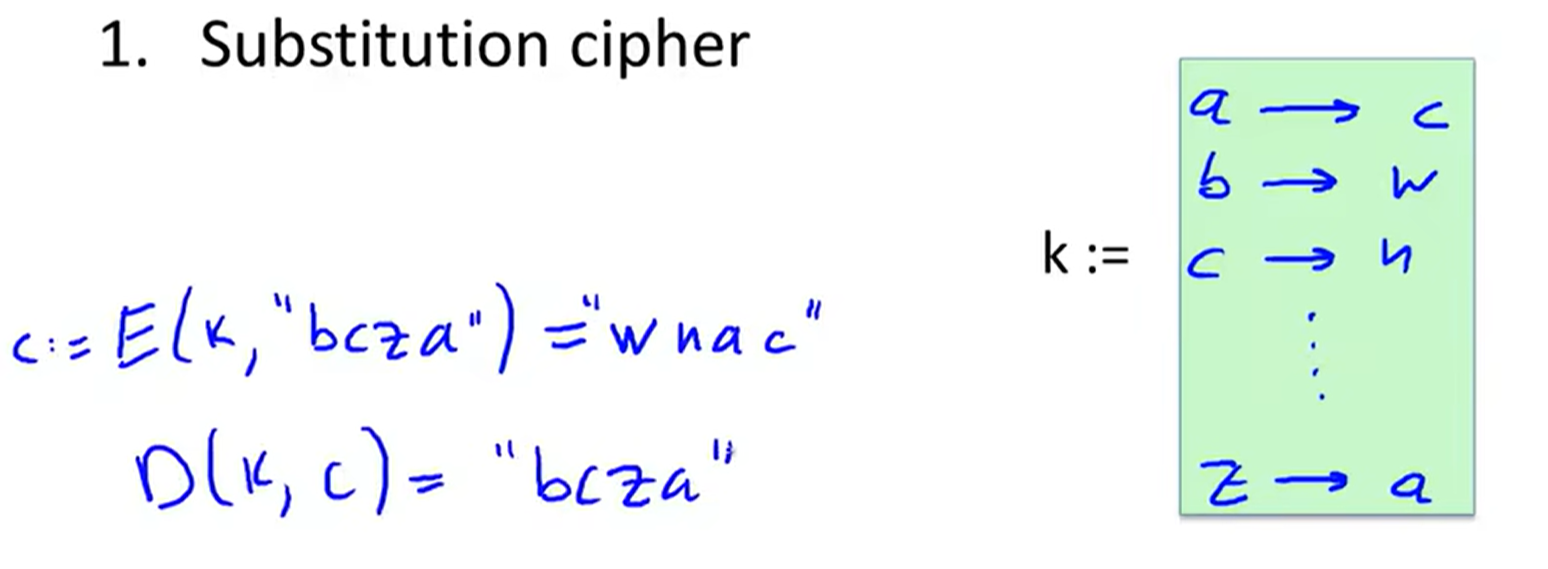 1. Substitution cipher
a → c
b → w
k := c → n
⋮
z → a
c := E(k, "bcza") = "wnac"
D(k, c) = "bcza"